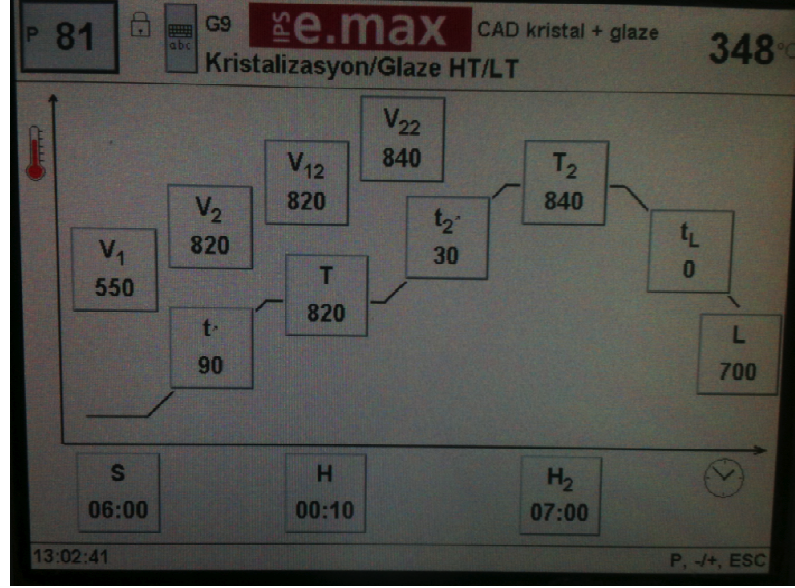 P 81
abc
G9
IPS e.max
CAD kristal + glaze
348 °C
Kristalizasyon/Glaze HT/LT
V22
840
V12
820
T2
840
V2
820
t2
30
tL
0
V1
550
T
820
t
90
L
700
S
06:00
H
00:10
H2
07:00
13:02:41
P, -/+, ESC